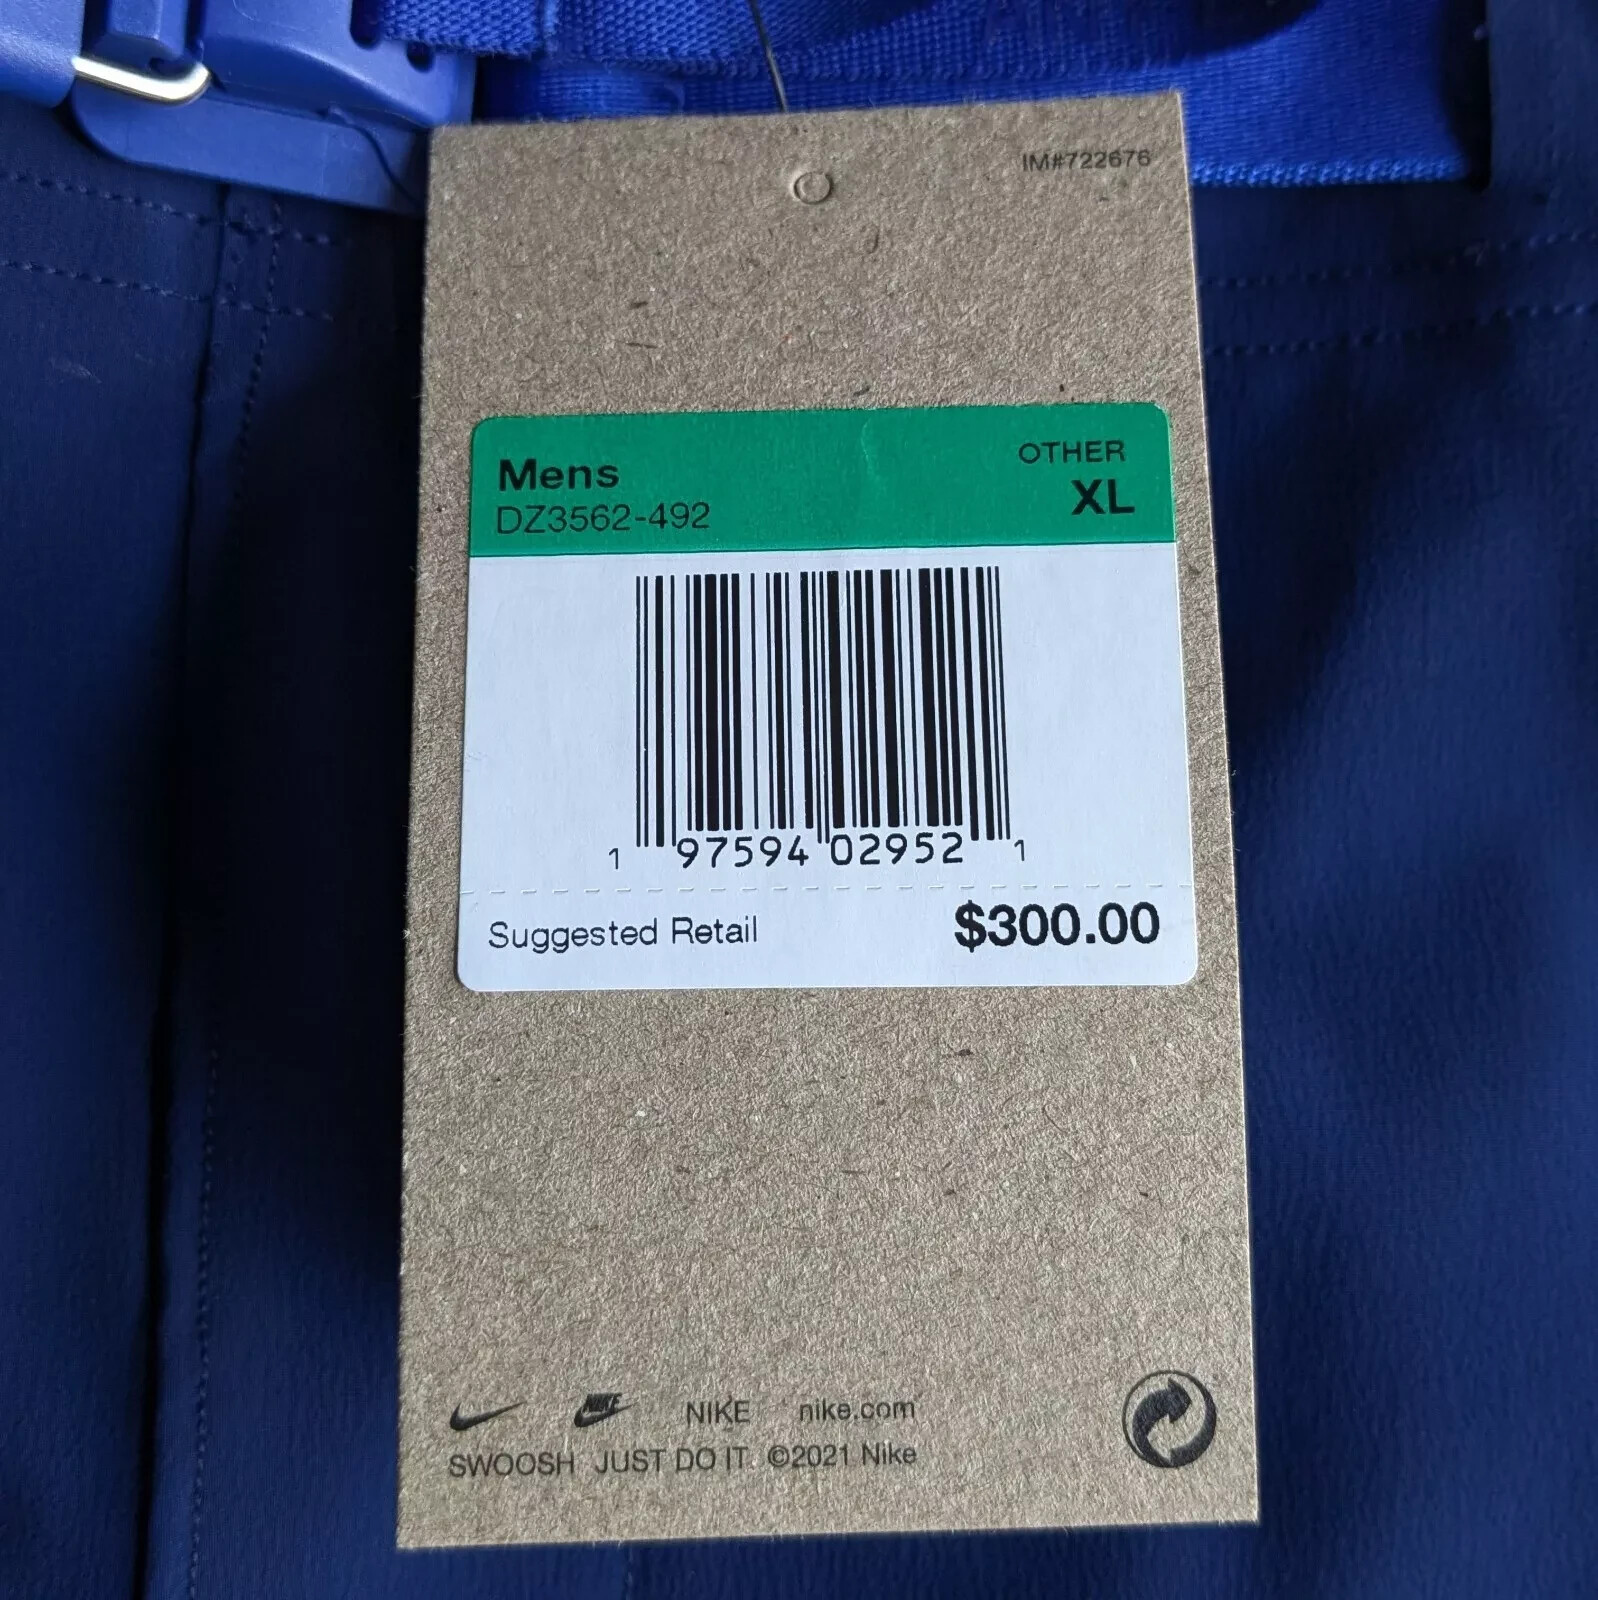 IM#722676
Mens
OTHER
DZ3562-492
XL
1 97594 02952 1
Suggested Retail $300.00
NIKE NIKE nike.com
SWOOSH JUST DO IT. ©2021 Nike